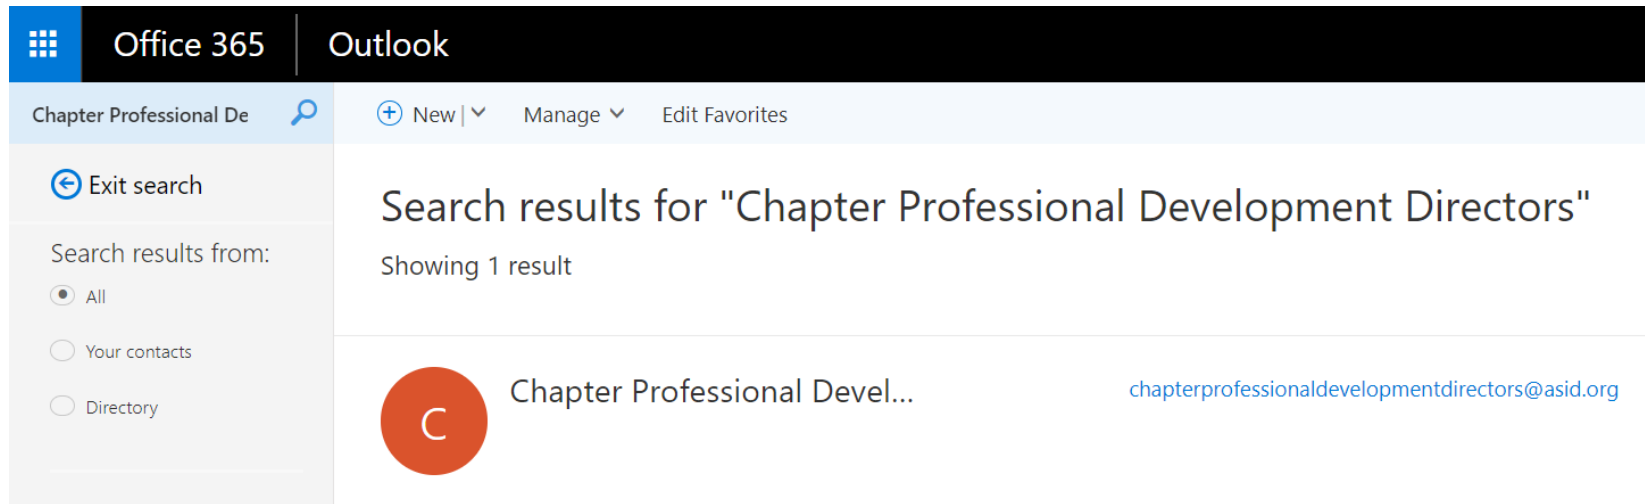 Office 365 Outlook
Chapter Professional De
New | Manage Edit Favorites
Exit search
Search results from:
All
Your contacts
Directory
Search results for "Chapter Professional Development Directors"
Showing 1 result
C
Chapter Professional Devel...
chapterprofessionaldevelopmentdirectors@asid.org